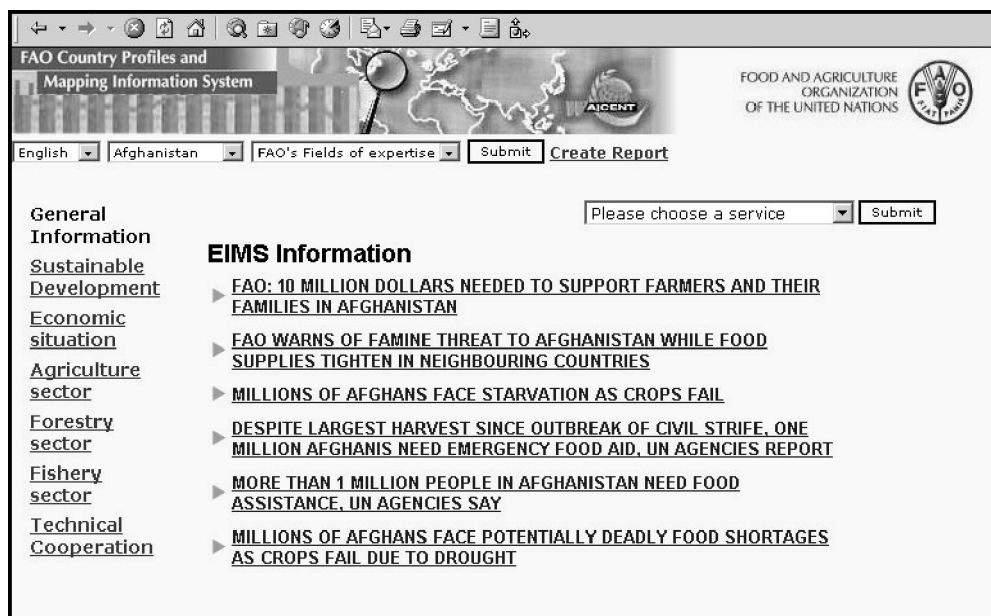 FAO Country Profiles and
Mapping Information System
AICENT
FOOD AND AGRICULTURE
ORGANIZATION
OF THE UNITED NATIONS
F A O
FIAT PANIS
English Afghanistan FAO's Fields of expertise Submit Create Report
Please choose a service Submit
General
Information
Sustainable
Development
Economic
situation
Agriculture
sector
Forestry
sector
Fishery
sector
Technical
Cooperation
EIMS Information
FAO: 10 MILLION DOLLARS NEEDED TO SUPPORT FARMERS AND THEIR
FAMILIES IN AFGHANISTAN
FAO WARNS OF FAMINE THREAT TO AFGHANISTAN WHILE FOOD
SUPPLIES TIGHTEN IN NEIGHBOURING COUNTRIES
MILLIONS OF AFGHANS FACE STARVATION AS CROPS FAIL
DESPITE LARGEST HARVEST SINCE OUTBREAK OF CIVIL STRIFE, ONE
MILLION AFGHANIS NEED EMERGENCY FOOD AID, UN AGENCIES REPORT
MORE THAN 1 MILLION PEOPLE IN AFGHANISTAN NEED FOOD
ASSISTANCE, UN AGENCIES SAY
MILLIONS OF AFGHANS FACE POTENTIALLY DEADLY FOOD SHORTAGES
AS CROPS FAIL DUE TO DROUGHT